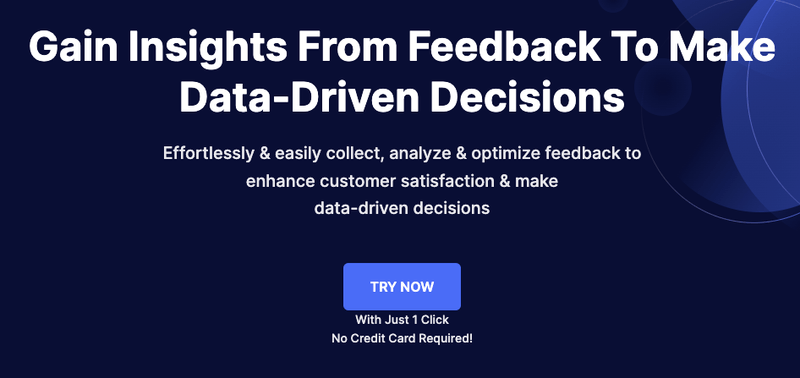 Gain Insights From Feedback To Make
Data-Driven Decisions
Effortlessly & easily collect, analyze & optimize feedback to
enhance customer satisfaction & make
data-driven decisions
TRY NOW
With Just 1 Click
No Credit Card Required!